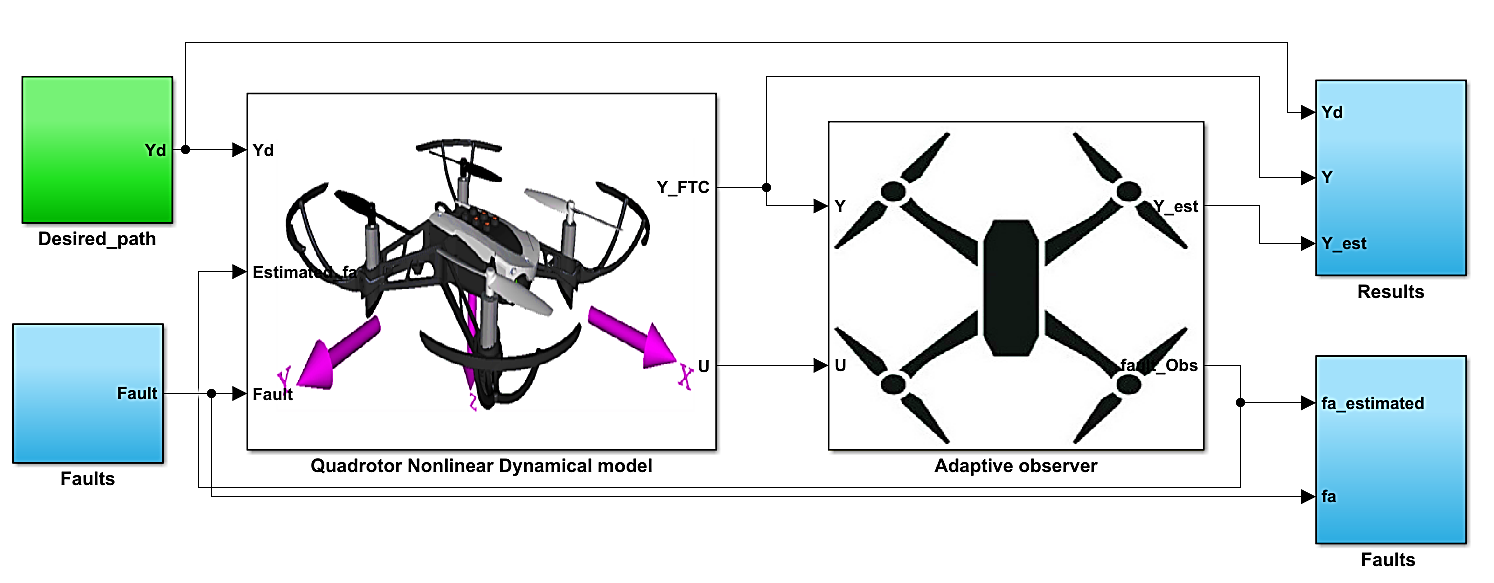 Yd
Desired_path
Fault
Faults
Yd
Estimated_fa
Fault
Y_FTC
U
Y
X
Z
Quadrotor Nonlinear Dynamical model
Y
U
Y_est
fault_Obs
Adaptive observer
Yd
Y
Y_est
Results
fa_estimated
fa
Faults